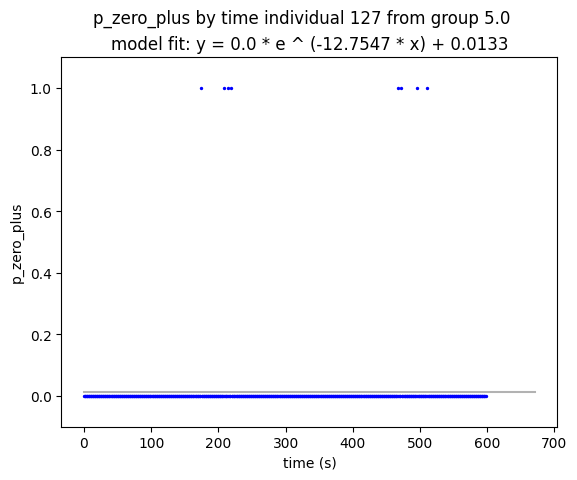 p_zero_plus by time individual 127 from group 5.0
model fit: y = 0.0 * e ^ (-12.7547 * x) + 0.0133
1.0
0.8
0.6
0.4
0.2
0.0
p_zero_plus
0 100 200 300 400 500 600 700
time (s)